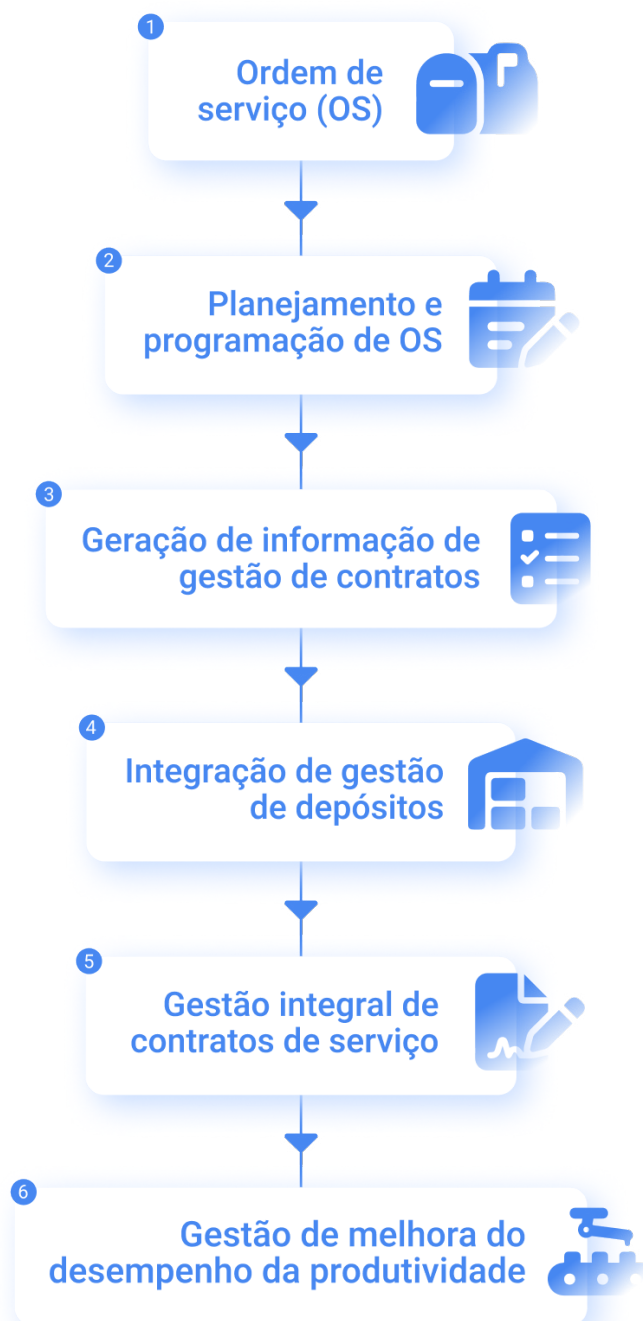 1
Ordem de
serviço (OS)
2
Planejamento e
programação de OS
3
Geração de informação de
gestão de contratos
4
Integração de gestão
de depósitos
5
Gestão integral de
contratos de serviço
6
Gestão de melhora do
desempenho da produtividade